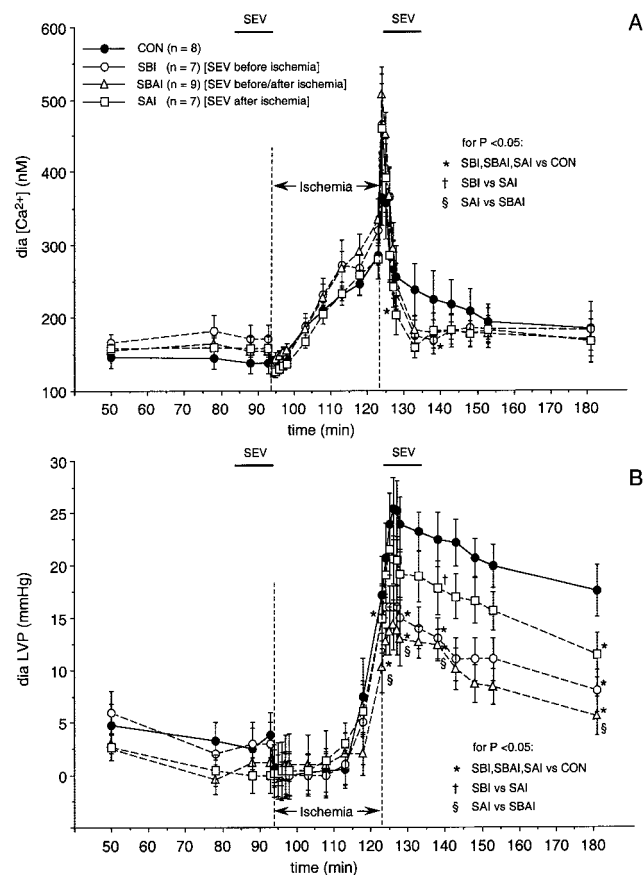 SEV SEV
A
600
500
400
300
200
100
dia [Ca2+] (nM)
CON (n = 8)
SBI (n = 7) [SEV before ischemia]
SBAI (n = 9) [SEV before/after ischemia]
SAI (n = 7) [SEV after ischemia]
for P <0.05:
* SBI,SBAI,SAI vs CON
† SBI vs SAI
§ SAI vs SBAI
Ischemia
*
*
50 60 70 80 90 100 110 120 130 140 150 160 170 180
time (min)
SEV SEV
B
30
25
20
15
10
5
0
dia LVP (mmHg)
*
†
* * *
* § § * §
*
*
*
§
for P <0.05:
* SBI,SBAI,SAI vs CON
† SBI vs SAI
§ SAI vs SBAI
Ischemia
50 60 70 80 90 100 110 120 130 140 150 160 170 180
time (min)